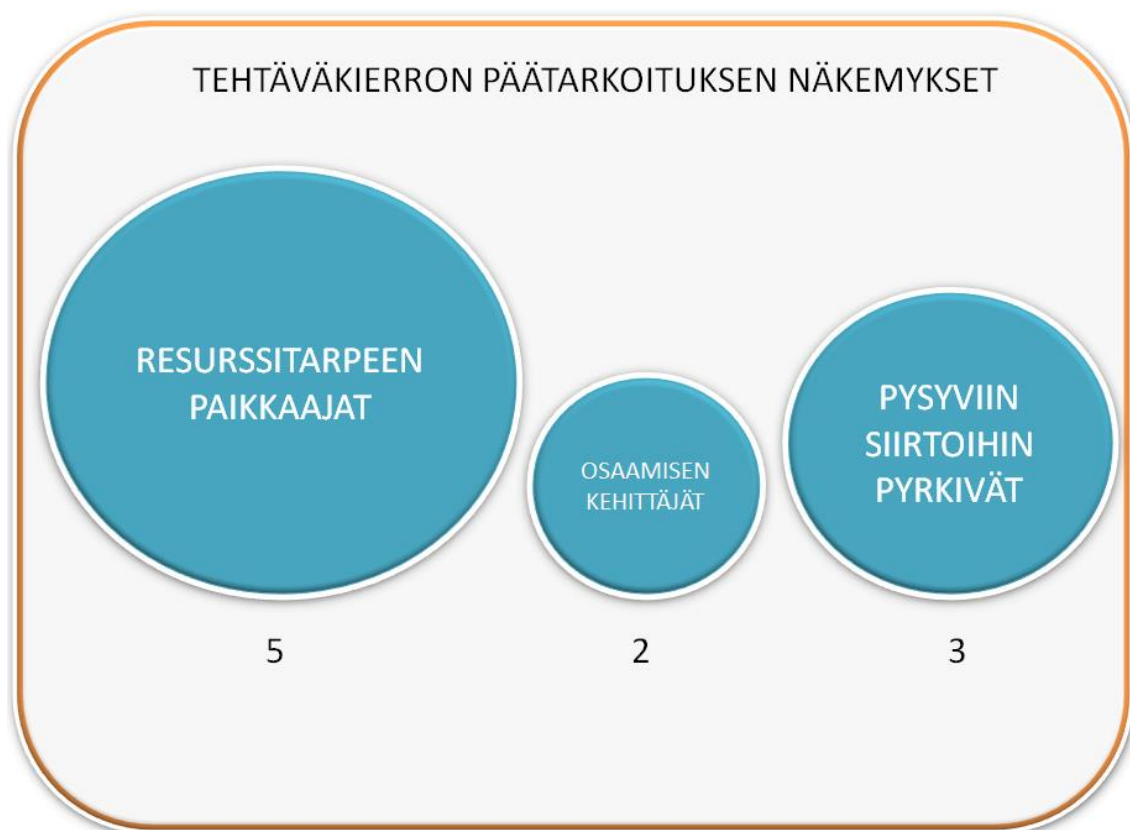 TEHTÄVÄKIERRON PÄÄTARKOITUKSEN NÄKEMYKSET
RESURSSITARPEEN
PAIKKAAJAT
OSAAMISEN
KEHITTÄJÄT
PYSYVIIN
SIIRTOIHIN
PYRKIVÄT
5
2
3